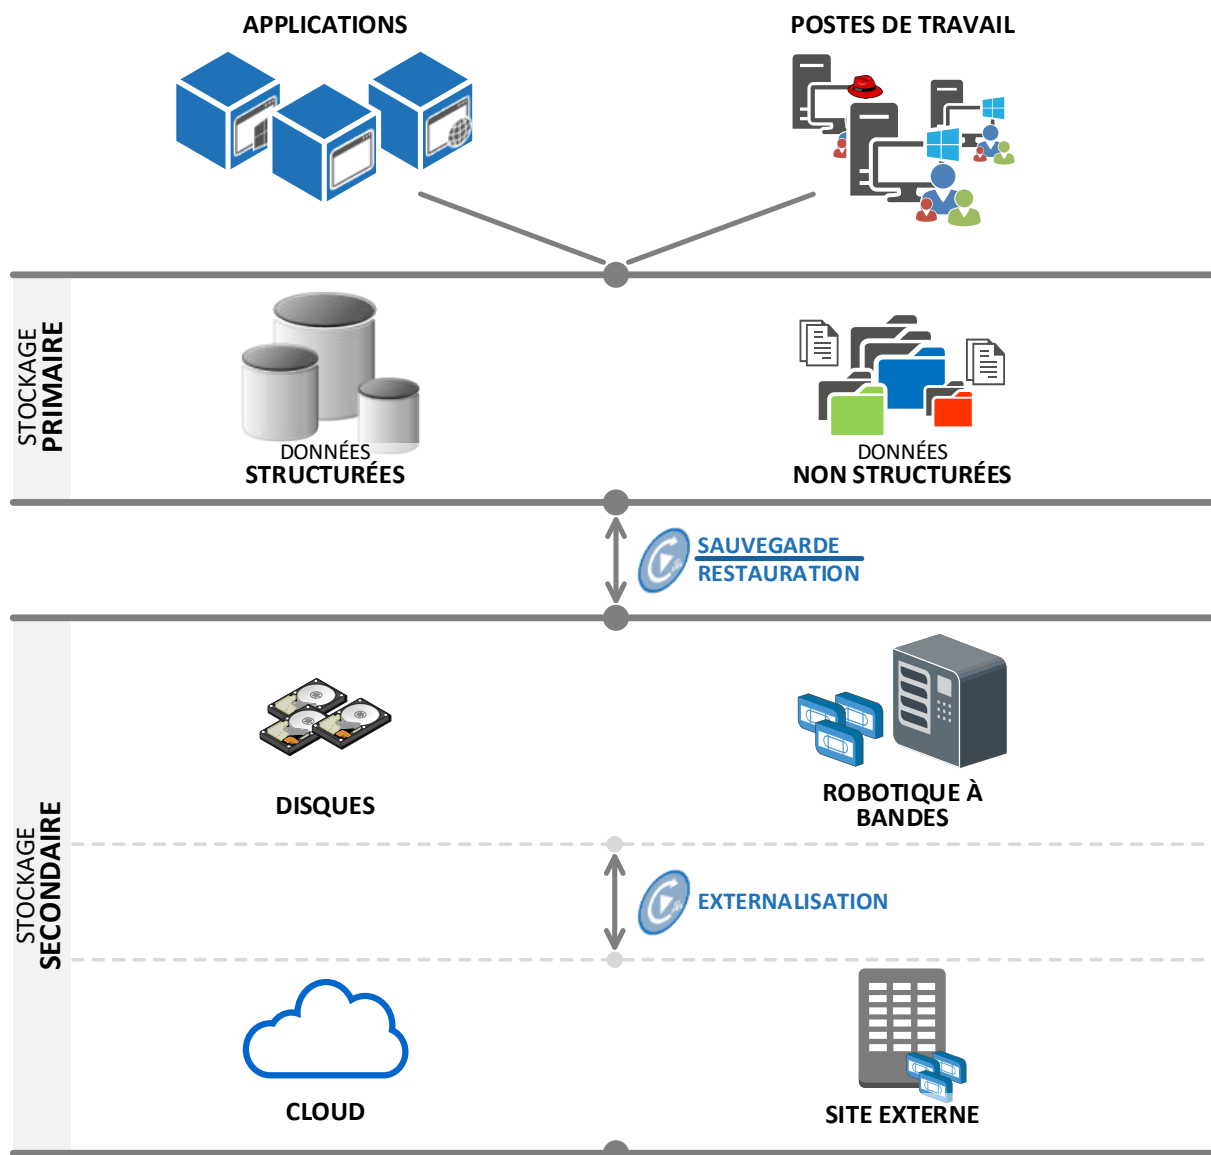 APPLICATIONS
POSTES DE TRAVAIL
STOCKAGE
PRIMAIRE
DONNÉES
STRUCTURÉES
DONNÉES
NON STRUCTURÉES
SAUVEGARDE
RESTAURATION
STOCKAGE
SECONDAIRE
DISQUES
ROBOTIQUE À
BANDES
EXTERNALISATION
CLOUD
SITE EXTERNE